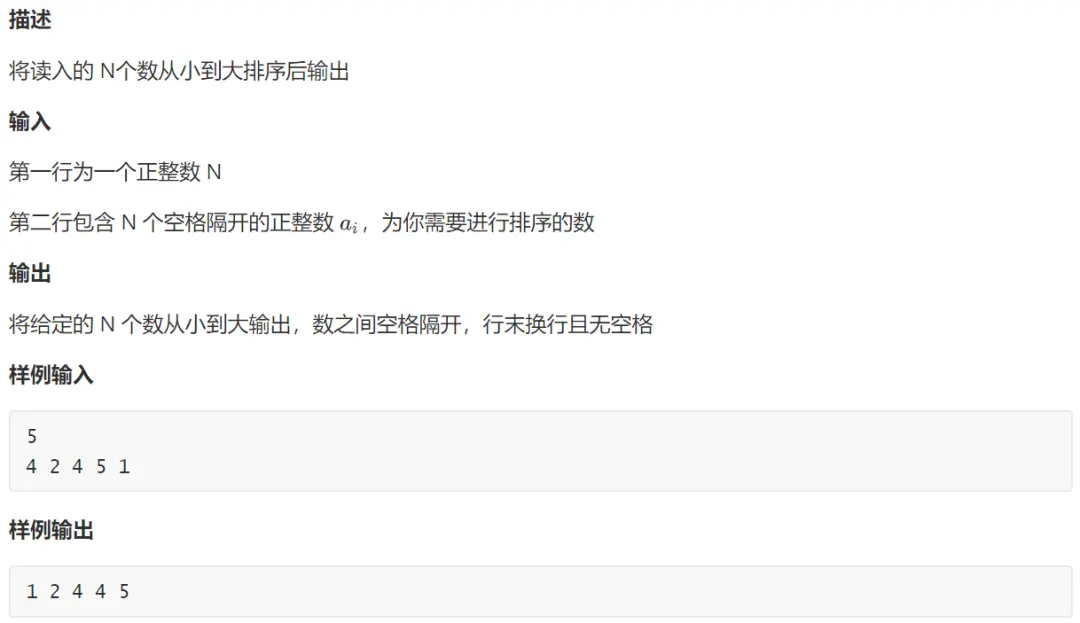 描述
将读入的 N个数从小到大排序后输出
输入
第一行为一个正整数 N
第二行包含 N 个空格隔开的正整数 aᵢ，为你需要进行排序的数
输出
将给定的 N 个数从小到大输出，数之间空格隔开，行末换行且无空格
样例输入
5
4 2 4 5 1
样例输出
1 2 4 4 5